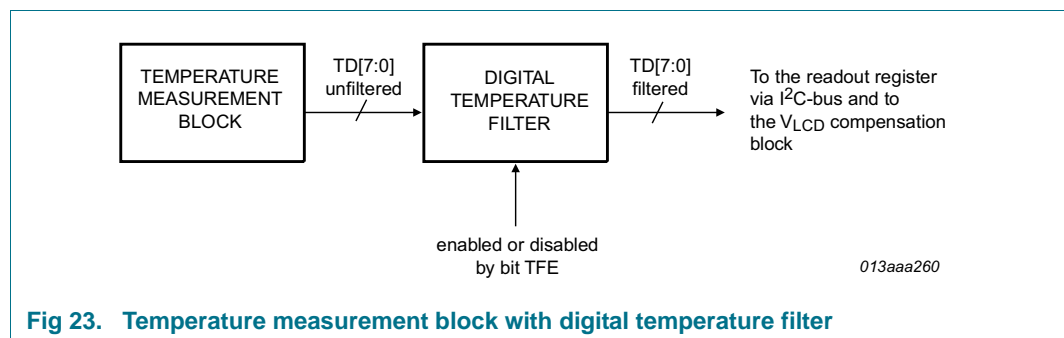 TEMPERATURE
MEASUREMENT
BLOCK
TD[7:0]
unfiltered
DIGITAL
TEMPERATURE
FILTER
TD[7:0]
filtered
To the readout register
via I²C-bus and to
the VLCD compensation
block
enabled or disabled
by bit TFE
013aaa260
Fig 23. Temperature measurement block with digital temperature filter